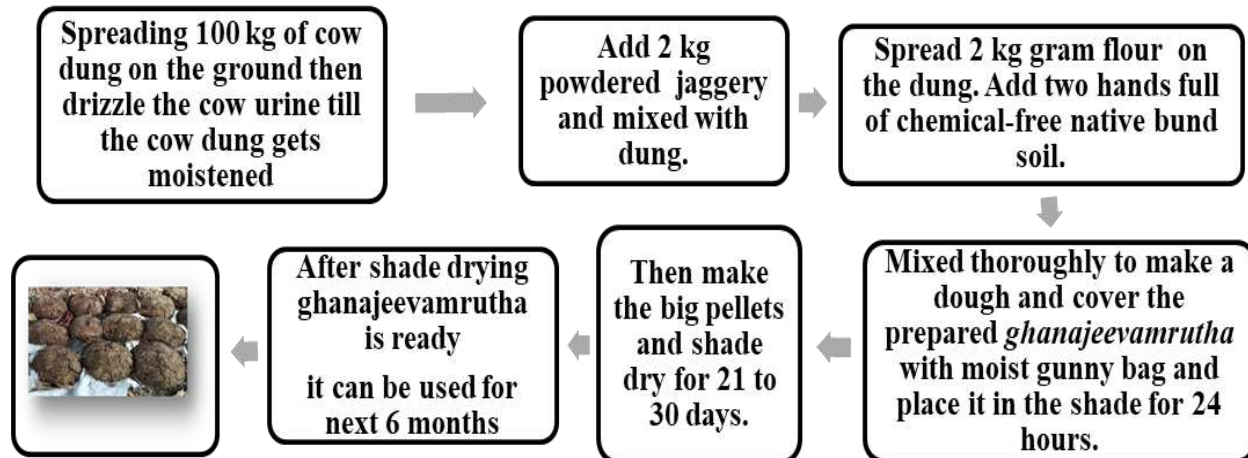 Spreading 100 kg of cow
dung on the ground then
drizzle the cow urine till
the cow dung gets
moistened
Add 2 kg
powdered jaggery
and mixed with
dung.
Spread 2 kg gram flour on
the dung. Add two hands full
of chemical-free native bund
soil.
Mixed thoroughly to make a
dough and cover the
prepared ghanajeevamrutha
with moist gunny bag and
place it in the shade for 24
hours.
Then make
the big pellets
and shade
dry for 21 to
30 days.
After shade drying
ghanajeevamrutha
is ready
it can be used for
next 6 months